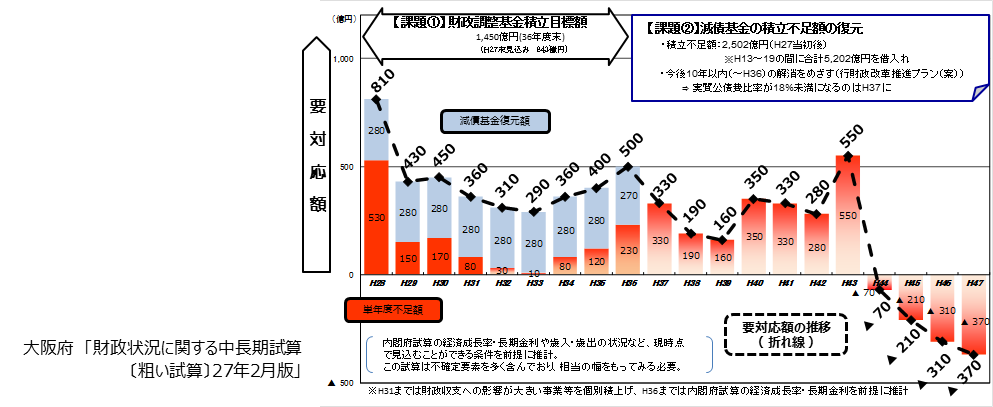 (億円)
【課題①】財政調整基金積立目標額
1,450億円(36年度末)
(H27末見込み 843億円)
【課題②】減債基金の積立不足額の復元
・積立不足額：2,502億円(H27当初後)
※H13～19の間に合計5,202億円を借入れ
・今後10年以内(～H36)の解消をめざす(行財政改革推進プラン(案))
⇒ 実質公債費比率が18%未満になるのはH37に
要対応額
1,000
500
0
▲ 500
減債基金復元額
810 430 450 360 310 290 360 400 500 330 190 160 350 330 280 550
280 280 280 280 280 280 280 280 270
530 150 170 80 30 10 80 120 230 330 190 160 350 330 280 550
H28 H29 H30 H31 H32 H33 H34 H35 H36 H37 H38 H39 H40 H41 H42 H43 H44 H45 H46 H47
▲ 70 ▲ 210 ▲ 310 ▲ 370
▲ 70 ▲ 210 ▲ 310 ▲ 370
単年度不足額
要対応額の推移
(折れ線)
内閣府試算の経済成長率・長期金利や歳入・歳出の状況など、現時点
で見込むことができる条件を前提に推計。
この試算は不確定要素を多く含んでおり、相当の幅をもってみる必要。
※H31までは財政収支への影響が大きい事業等を個別積上げ、H36までは内閣府試算の経済成長率・長期金利を前提に推計
大阪府「財政状況に関する中長期試算
〔粗い試算〕27年2月版」